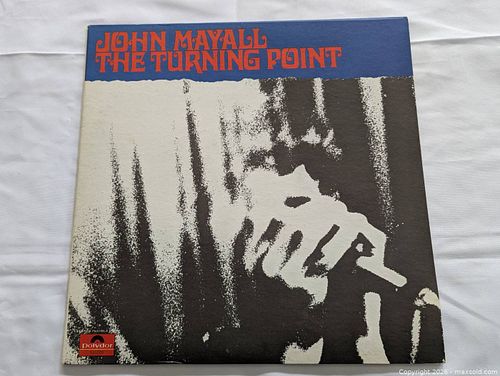 JOHN MAYALL
THE TURNING POINT
Polydor
Copyright 2026 - maxsold.com